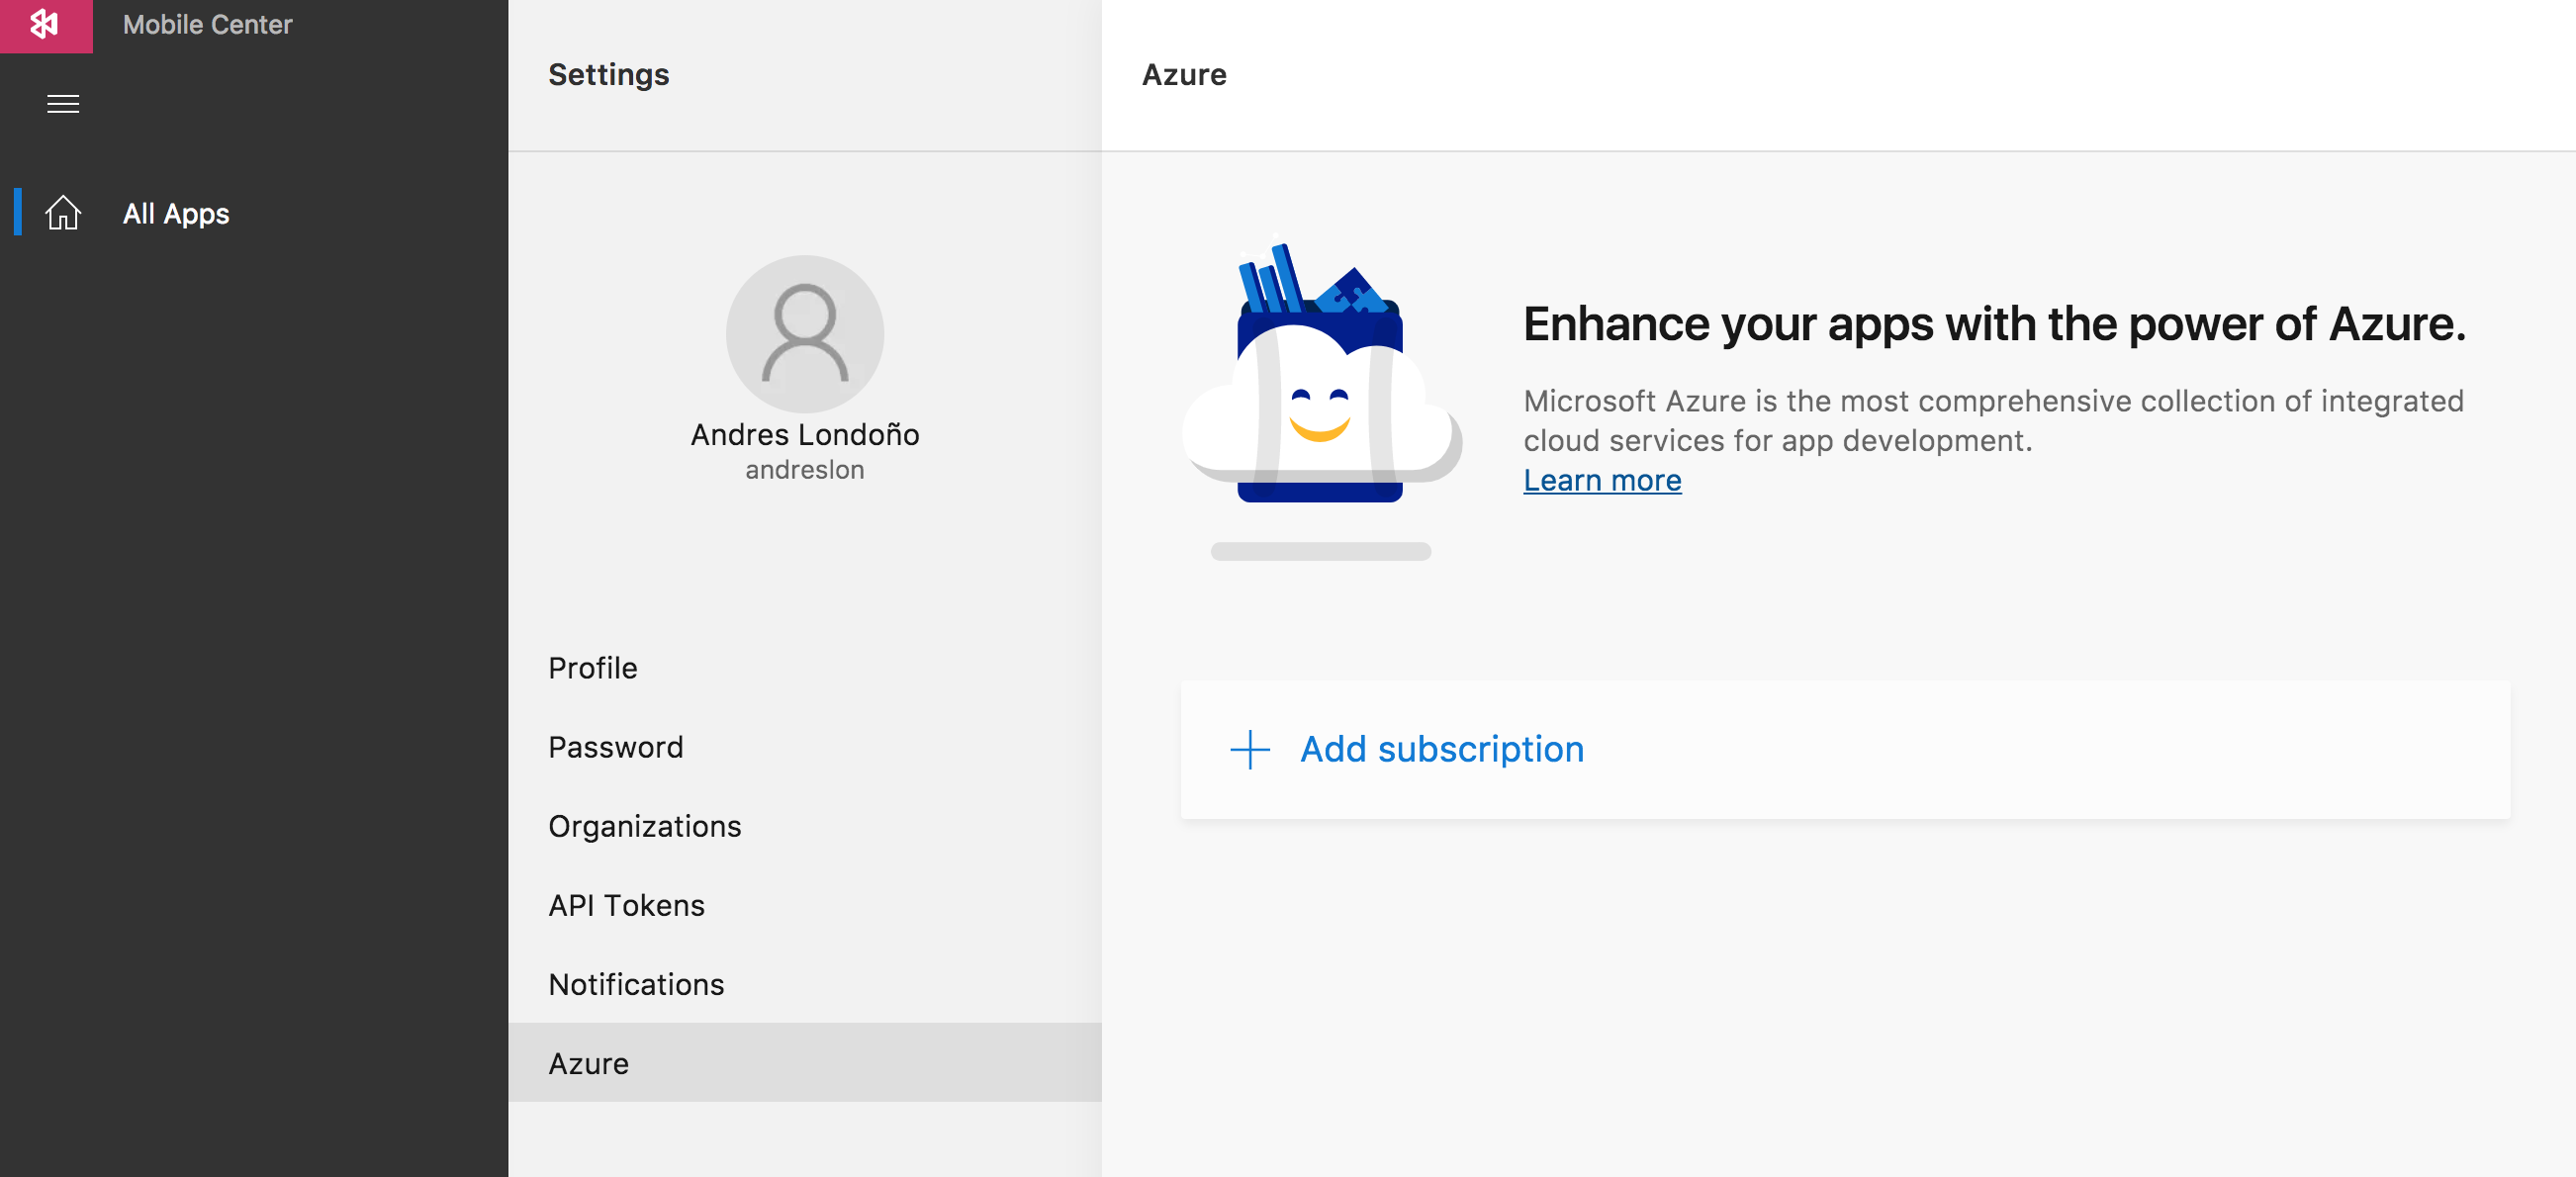 Mobile Center
All Apps
Settings
Andres Londoño
andreslon
Profile
Password
Organizations
API Tokens
Notifications
Azure
Azure
Enhance your apps with the power of Azure.
Microsoft Azure is the most comprehensive collection of integrated
cloud services for app development.
Learn more
Add subscription